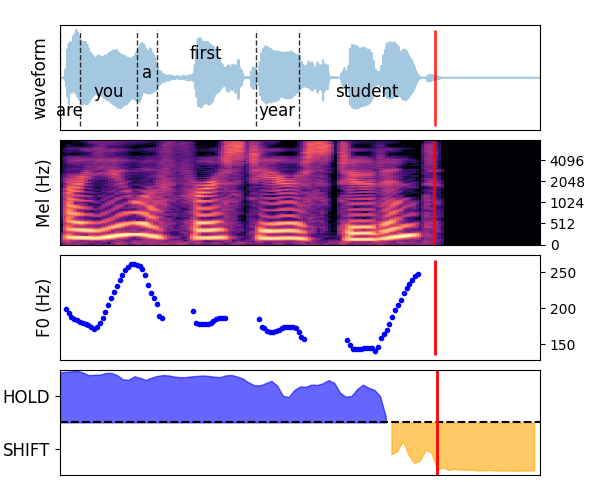 waveform
are
you
a
first
year
student
Mel (Hz)
4096
2048
1024
512
0
F0 (Hz)
250
200
150
HOLD
SHIFT